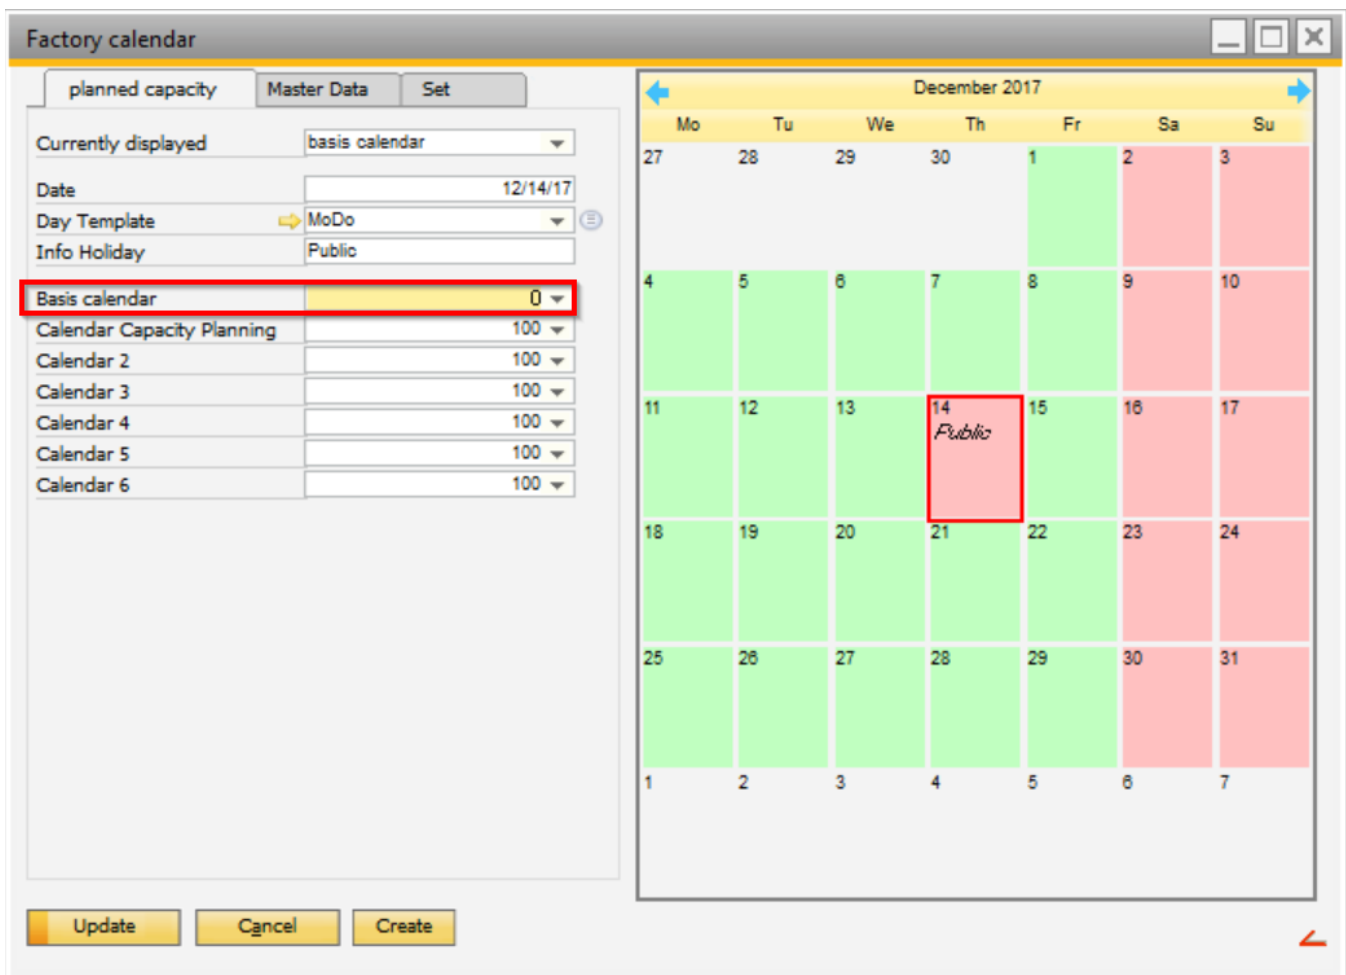 Factory calendar
planned capacity Master Data Set
Currently displayed basis calendar
Date 12/14/17
Day Template MoDo
Info Holiday Public
Basis calendar 0
Calendar Capacity Planning 100
Calendar 2 100
Calendar 3 100
Calendar 4 100
Calendar 5 100
Calendar 6 100
December 2017
Mo Tu We Th Fr Sa Su
27 28 29 30 1 2 3
4 5 6 7 8 9 10
11 12 13 14 15 16 17
Public
18 19 20 21 22 23 24
25 26 27 28 29 30 31
1 2 3 4 5 6 7
Update Cancel Create